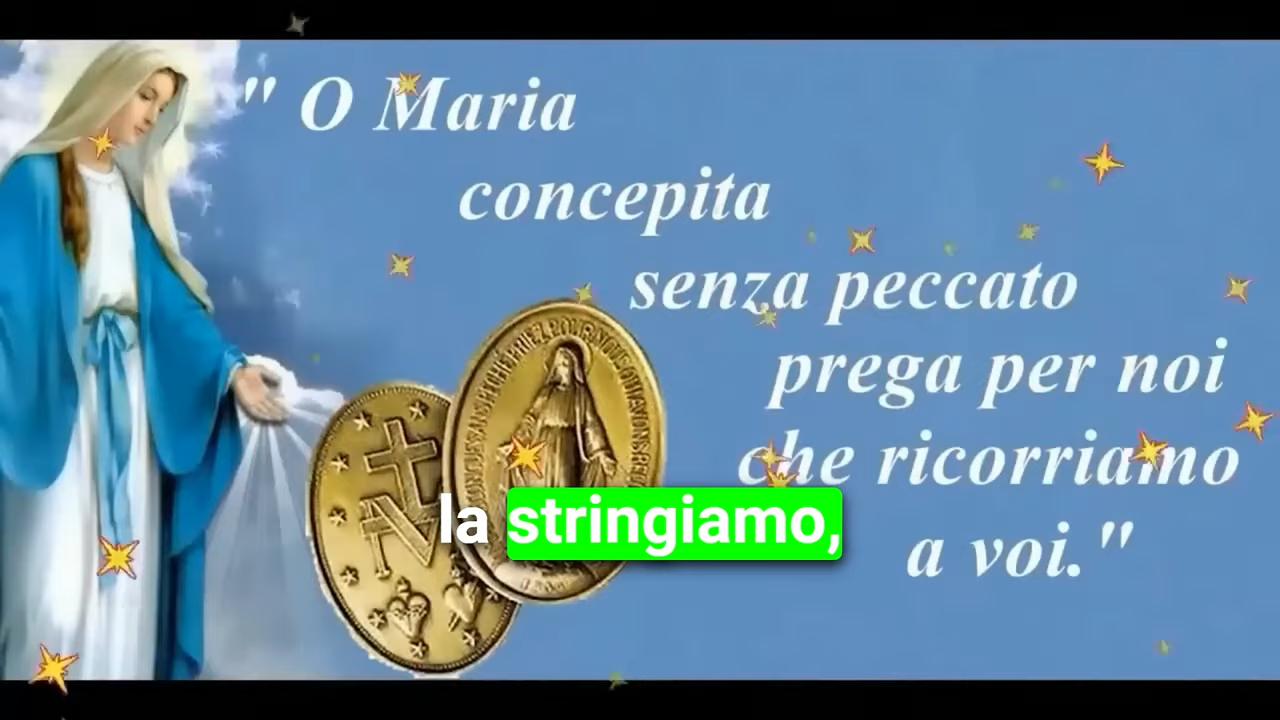 " O Maria
concepita
senza peccato
prega per noi
che ricorriamo
a voi."
la stringiamo,